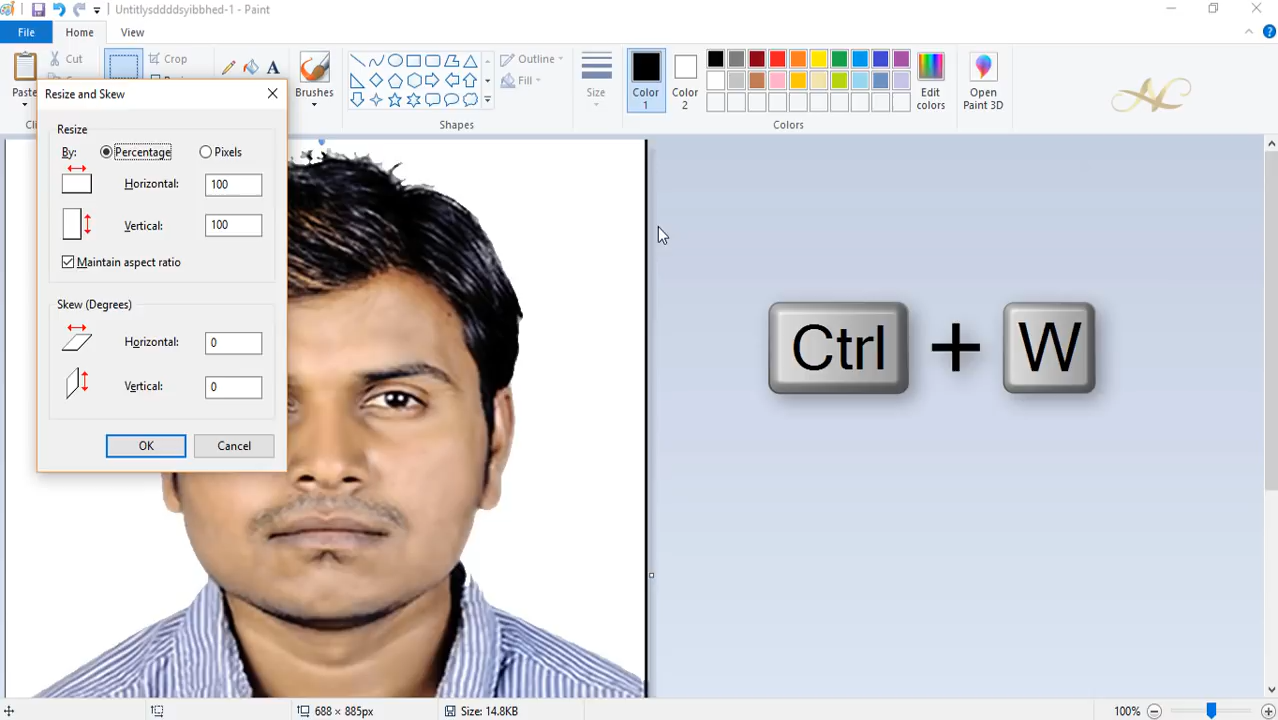 Untitlysddddsyibbhed-1 - Paint
File
Home
View
Paste
Cut
Crop
A
Brushes
Outline
Fill
Shapes
Size
Color 1
Color 2
Edit colors
Open Paint 3D
Colors
Resize and Skew
Resize
By:
Percentage
Pixels
Horizontal:
100
Vertical:
100
Maintain aspect ratio
Skew (Degrees)
Horizontal:
0
Vertical:
0
OK
Cancel
Ctrl + W
688 × 885px
Size: 14.8KB
100%